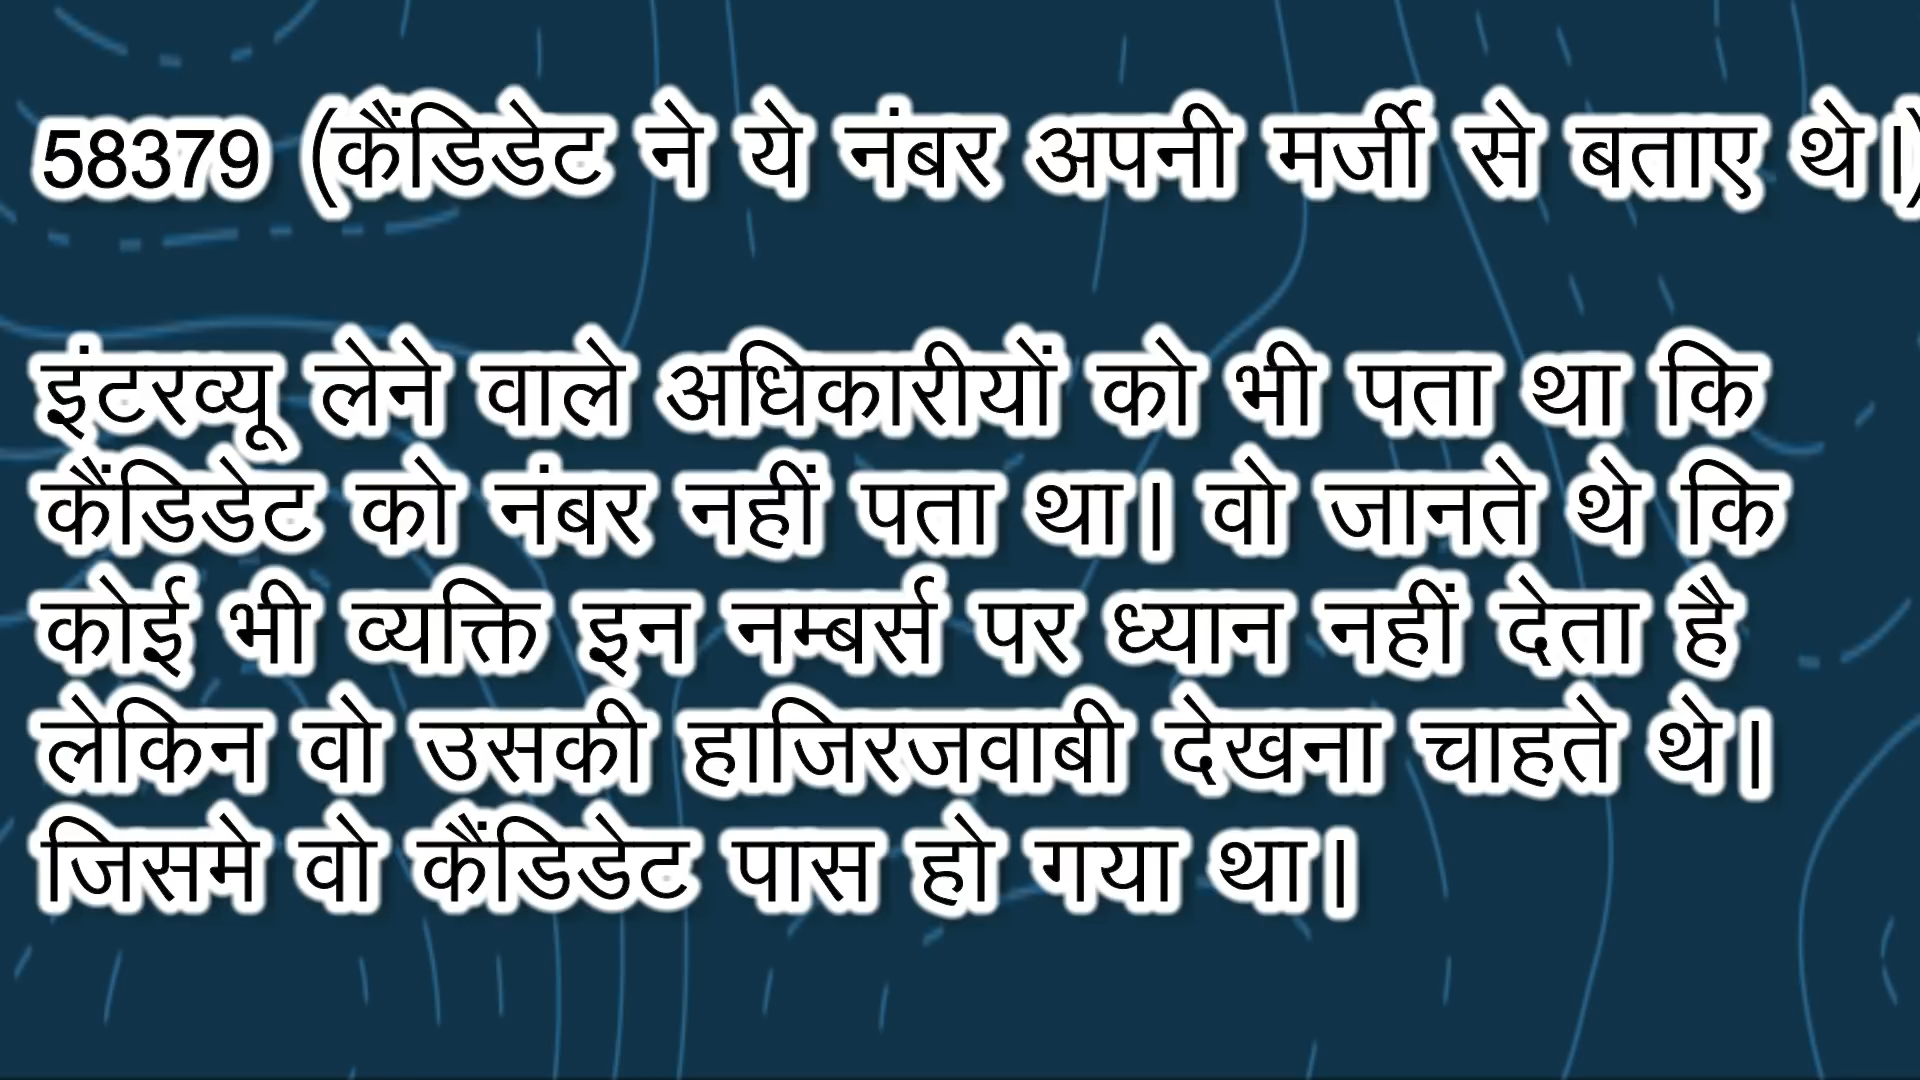 58379 (कैंडिडेट ने ये नंबर अपनी मर्जी से बताए थे।)
इंटरव्यू लेने वाले अधिकारीयों को भी पता था कि
कैंडिडेट को नंबर नहीं पता था। वो जानते थे कि
कोई भी व्यक्ति इन नम्बर्स पर ध्यान नहीं देता है
लेकिन वो उसकी हाजिरजवाबी देखना चाहते थे।
जिसमे वो कैंडिडेट पास हो गया था।